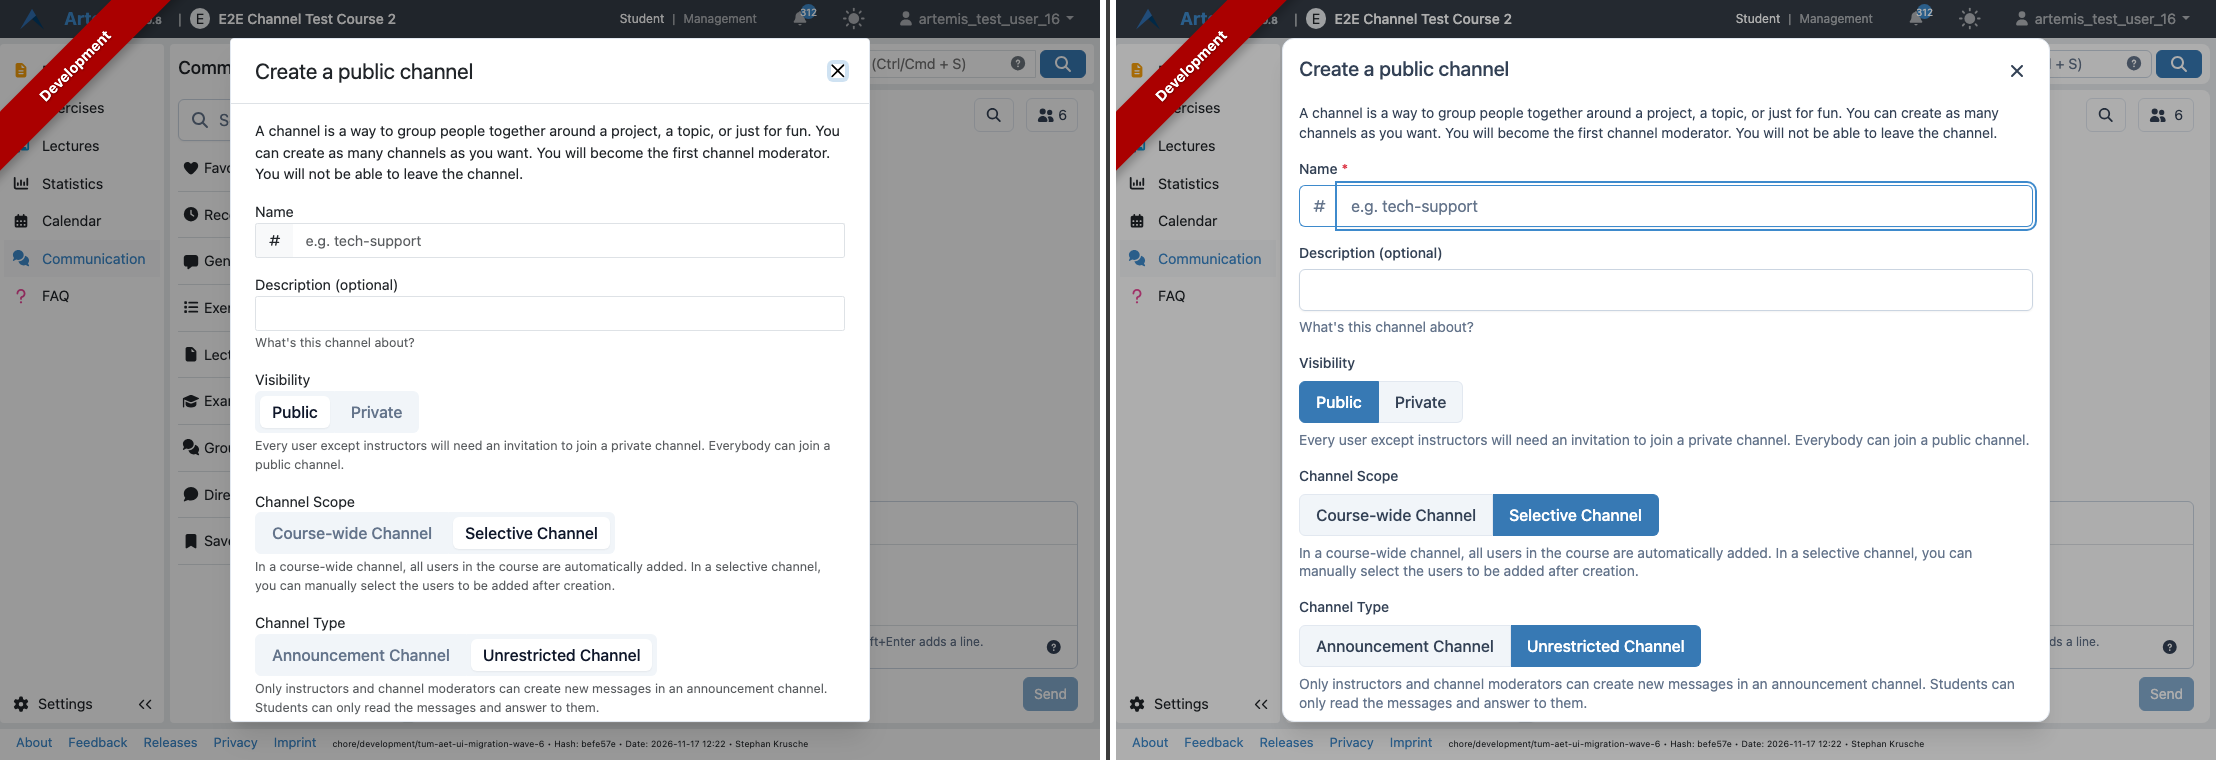 Development
.8
E
E2E Channel Test Course 2
Student
Management
312
artemis_test_user_16
Comm
(Ctrl/Cmd + S)
6
Lectures
Statistics
Calendar
Communication
FAQ
Favo
Rec
Gen
Exer
Lect
Exa
Gro
Dire
Save
Create a public channel
A channel is a way to group people together around a project, a topic, or just for fun. You
can create as many channels as you want. You will become the first channel moderator.
You will not be able to leave the channel.
Name
# e.g. tech-support
Description (optional)
What's this channel about?
Visibility
Public Private
Every user except instructors will need an invitation to join a private channel. Everybody can join a
public channel.
Channel Scope
Course-wide Channel Selective Channel
In a course-wide channel, all users in the course are automatically added. In a selective channel,
you can manually select the users to be added after creation.
Channel Type
Announcement Channel Unrestricted Channel
Only instructors and channel moderators can create new messages in an announcement channel.
Students can only read the messages and answer to them.
ft+Enter adds a line.
Send
Settings
About Feedback Releases Privacy Imprint
chore/development/tum-aet-ui-migration-wave-6 • Hash: befe57e • Date: 2026-11-17 12:22 • Stephan Krusche
Development
.8
E
E2E Channel Test Course 2
Student
Management
312
artemis_test_user_16
+ S)
6
ercises
Lectures
Statistics
Calendar
Communication
FAQ
Create a public channel
A channel is a way to group people together around a project, a topic, or just for fun. You can create as many
channels as you want. You will become the first channel moderator. You will not be able to leave the channel.
Name *
# e.g. tech-support
Description (optional)
What's this channel about?
Visibility
Public Private
Every user except instructors will need an invitation to join a private channel. Everybody can join a public channel.
Channel Scope
Course-wide Channel Selective Channel
In a course-wide channel, all users in the course are automatically added. In a selective channel, you can
manually select the users to be added after creation.
Channel Type
Announcement Channel Unrestricted Channel
Only instructors and channel moderators can create new messages in an announcement channel. Students can
only read the messages and answer to them.
ds a line.
Send
Settings
About Feedback Releases Privacy Imprint
chore/development/tum-aet-ui-migration-wave-6 • Hash: befe57e • Date: 2026-11-17 12:22 • Stephan Krusche